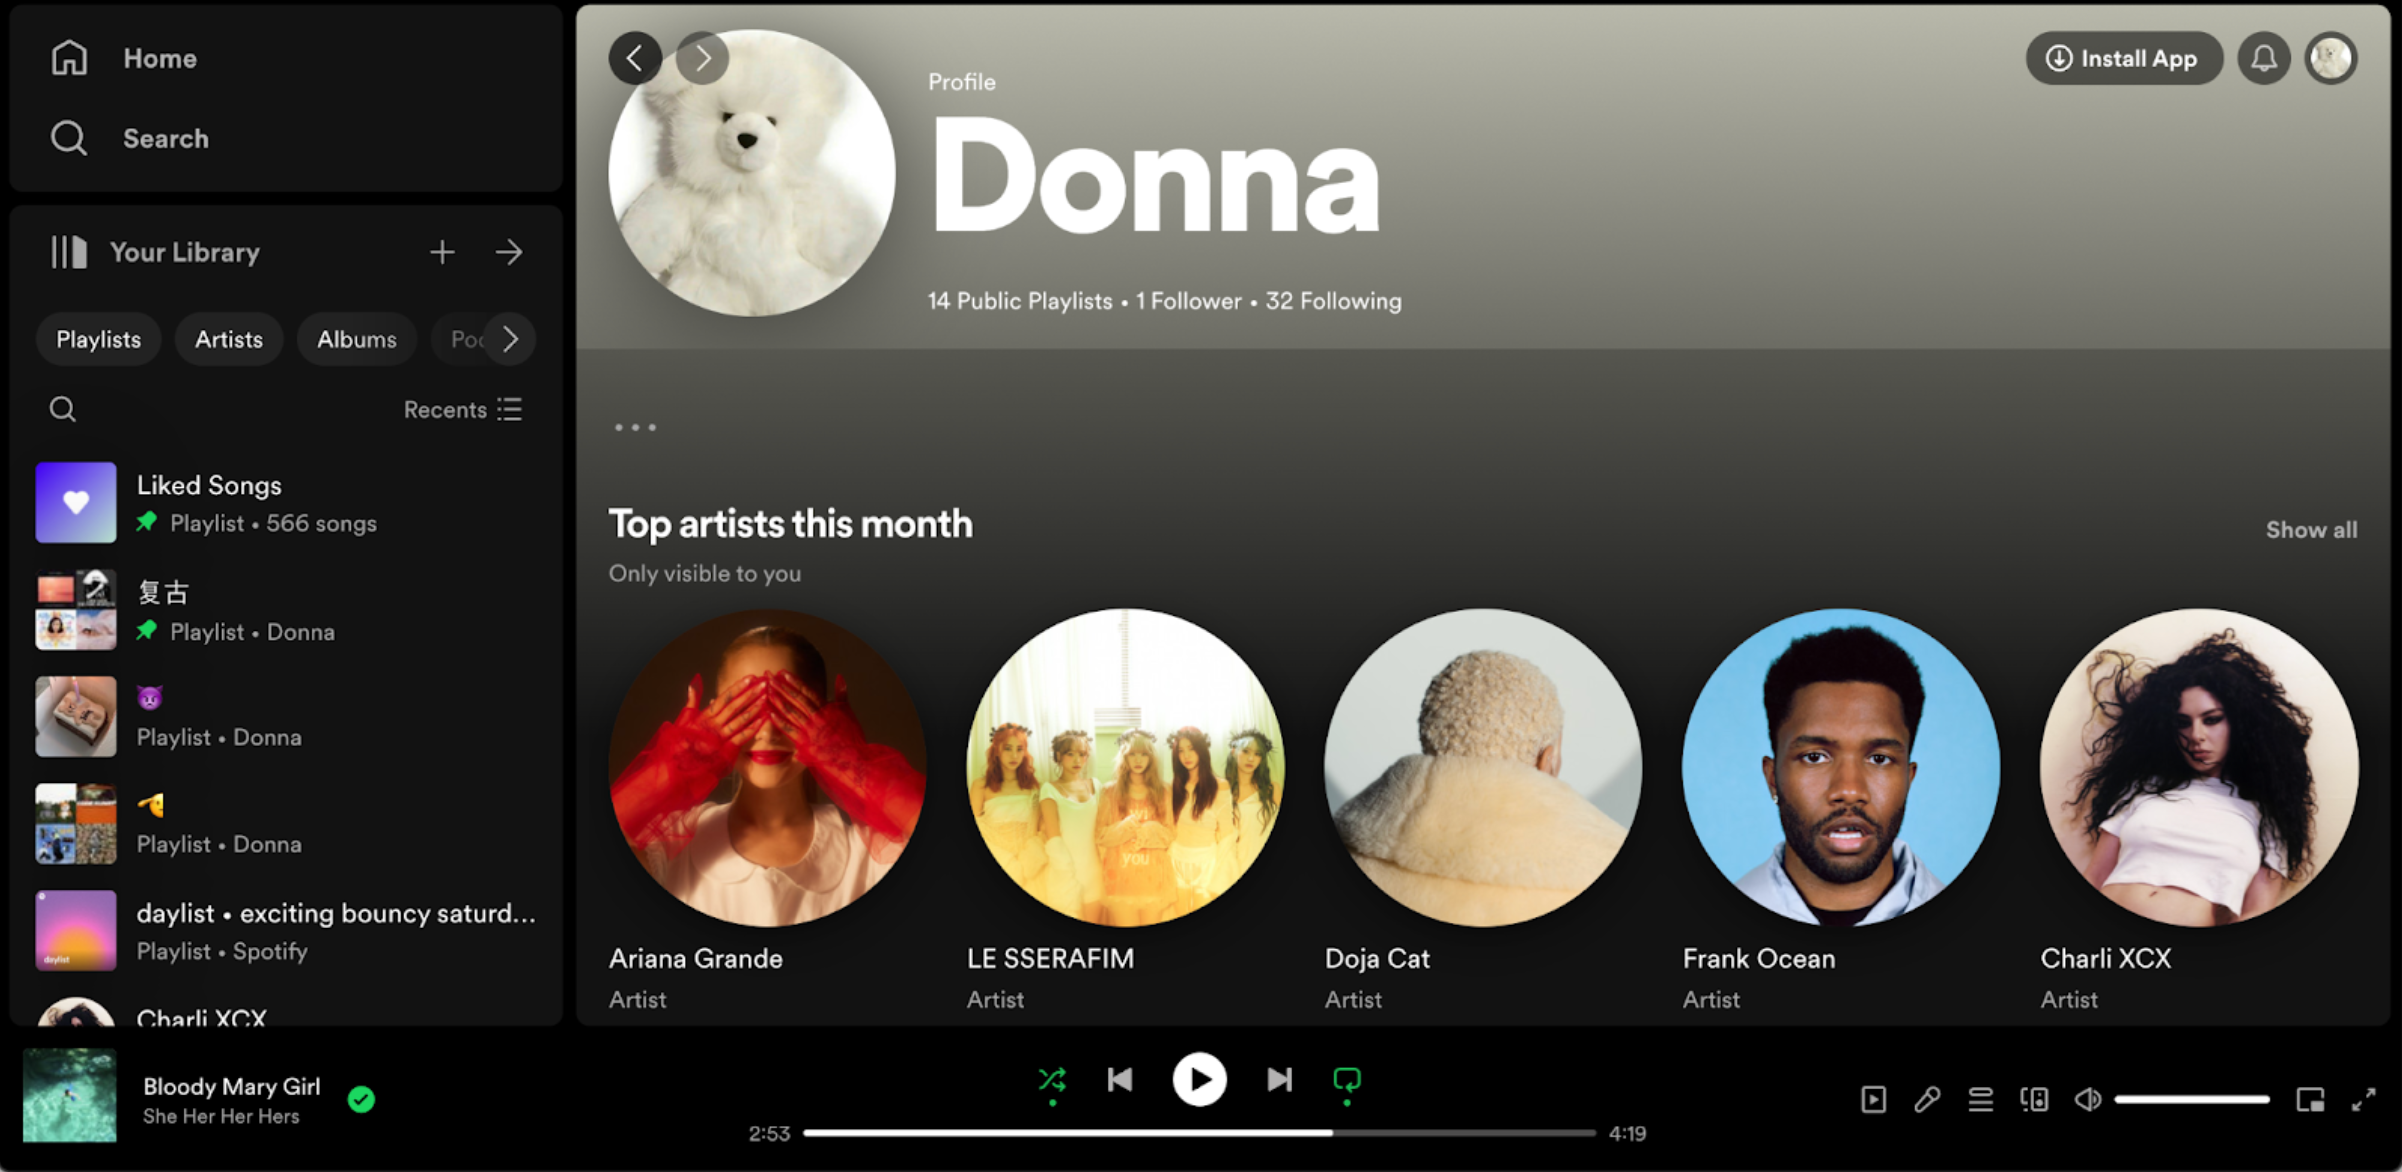 Home
Search
Your Library
Playlists
Artists
Albums
Recents
Liked Songs
Playlist • 566 songs
复古
Playlist • Donna
😈
Playlist • Donna
Playlist • Donna
daylist
daylist • exciting bouncy saturd...
Playlist • Spotify
Charli XCX
Install App
Profile
Donna
14 Public Playlists • 1 Follower • 32 Following
Top artists this month
Show all
Only visible to you
you
Ariana Grande
Artist
LE SSERAFIM
Artist
Doja Cat
Artist
Frank Ocean
Artist
Charli XCX
Artist
Bloody Mary Girl
She Her Her Hers
2:53
4:19